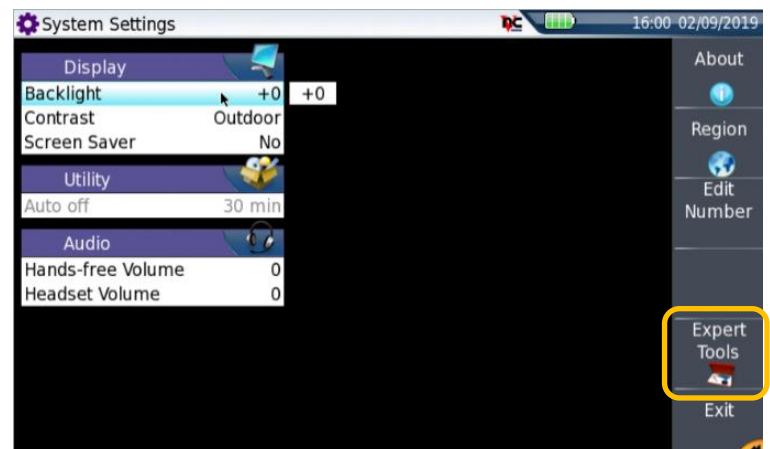 System Settings
16:00 02/09/2019
Display
Backlight +0 +0
Contrast Outdoor
Screen Saver No
Utility
Auto off 30 min
Audio
Hands-free Volume 0
Headset Volume 0
About
Region
Edit
Number
Expert
Tools
Exit